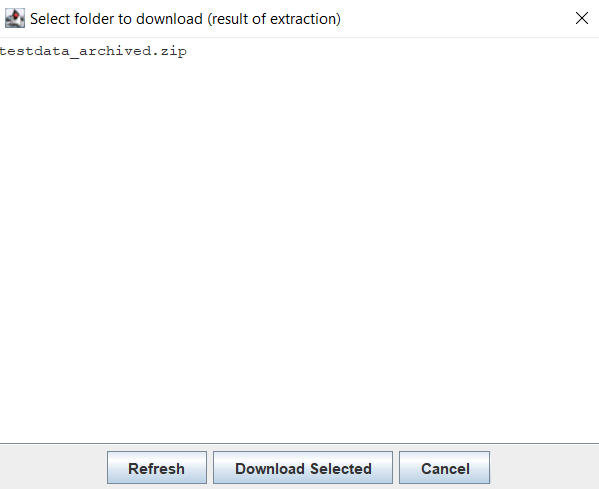 Select folder to download (result of extraction)
testdata_archived.zip
Refresh
Download Selected
Cancel